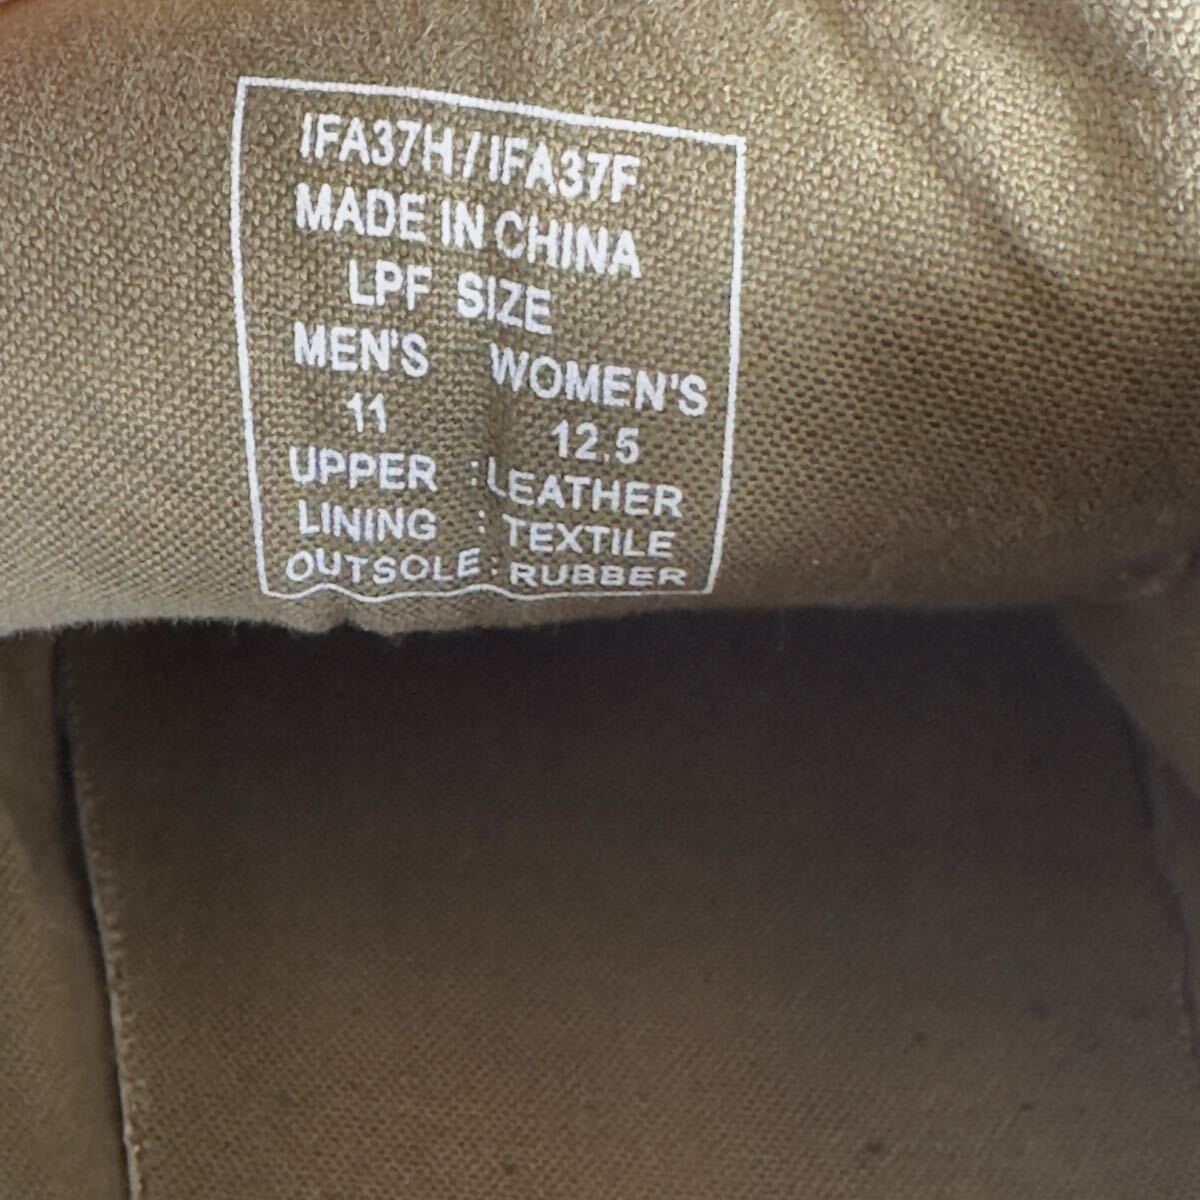 IFA37H / IFA37F
MADE IN CHINA
LPF SIZE
MEN'S WOMEN'S
11 12.5
UPPER : LEATHER
LINING : TEXTILE
OUTSOLE : RUBBER